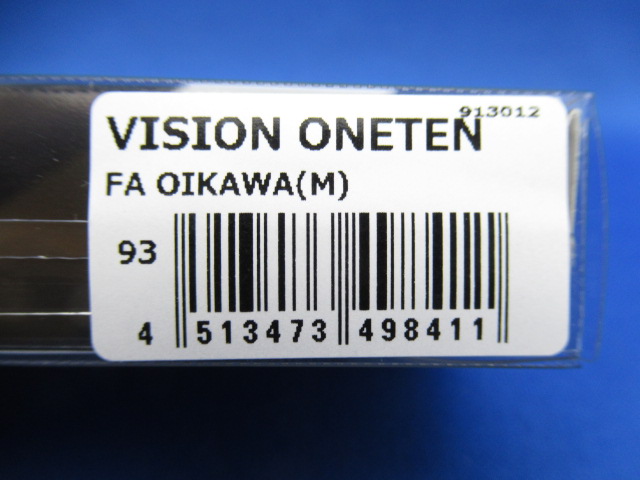 913012
VISION ONETEN
FA OIKAWA(M)
93
4 513473 498411